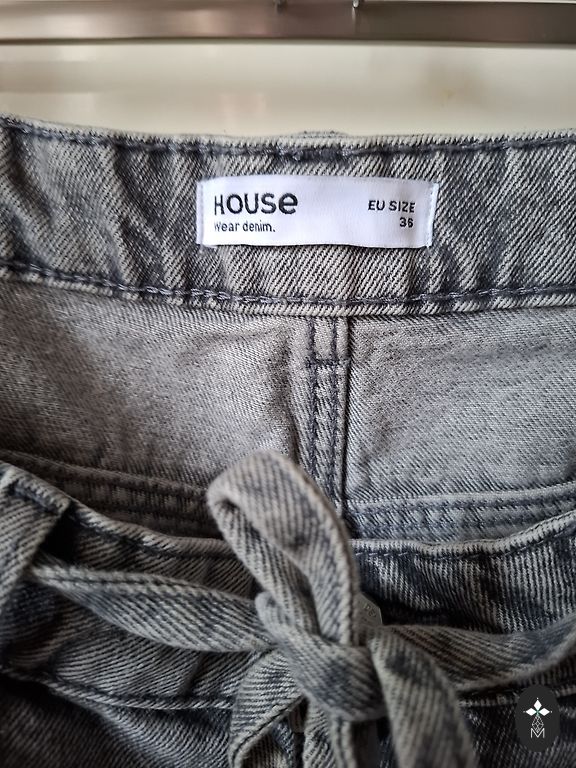 House
Wear denim.
EU SIZE
36